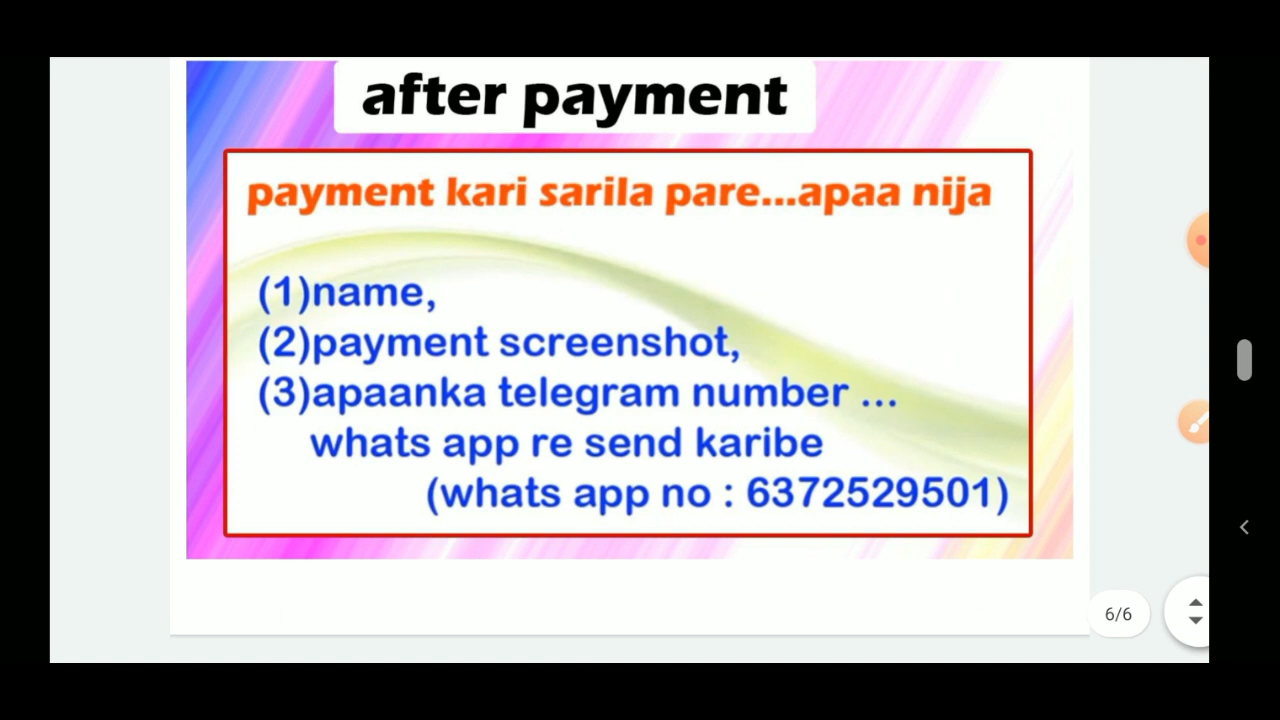 after payment
payment kari sarila pare...apaa nija
(1)name,
(2)payment screenshot,
(3)apaanka telegram number ...
whats app re send karibe
(whats app no : 6372529501)
6/6